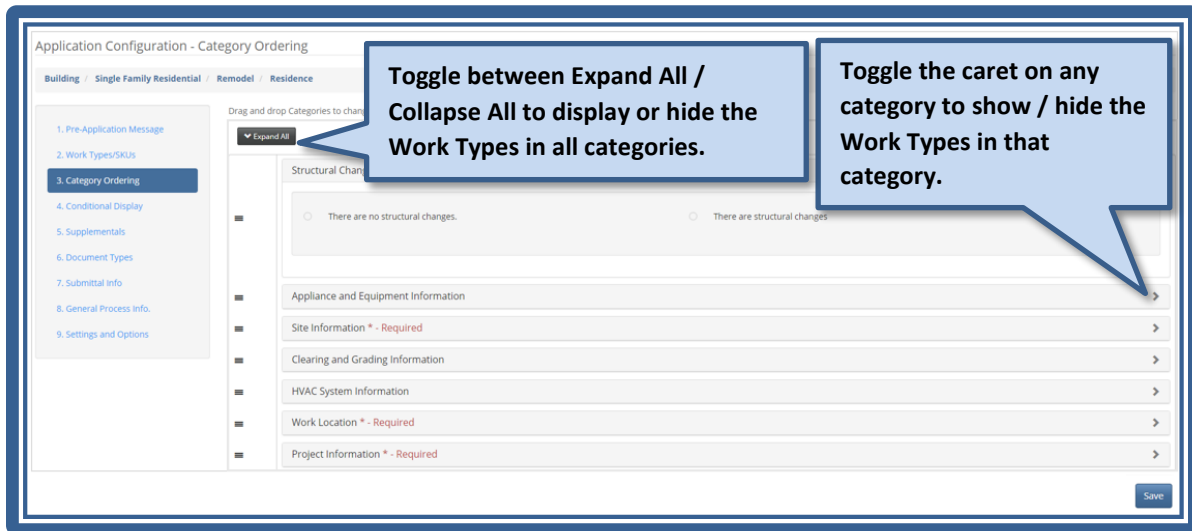 Application Configuration - Category Ordering
Building / Single Family Residential / Remodel / Residence
1. Pre-Application Message
2. Work Types/SKUs
3. Category Ordering
4. Conditional Display
5. Supplementals
6. Document Types
7. Submittal Info
8. General Process Info.
9. Settings and Options
Drag and drop Categories to
Expand All
Toggle between Expand All /
Collapse All to display or hide the
Work Types in all categories.
Toggle the caret on any
category to show / hide the
Work Types in that
category.
Structural
There are no structural changes.
There are structural changes
Appliance and Equipment Information
Site Information * - Required
Clearing and Grading Information
HVAC System Information
Work Location * - Required
Project Information * - Required
Save